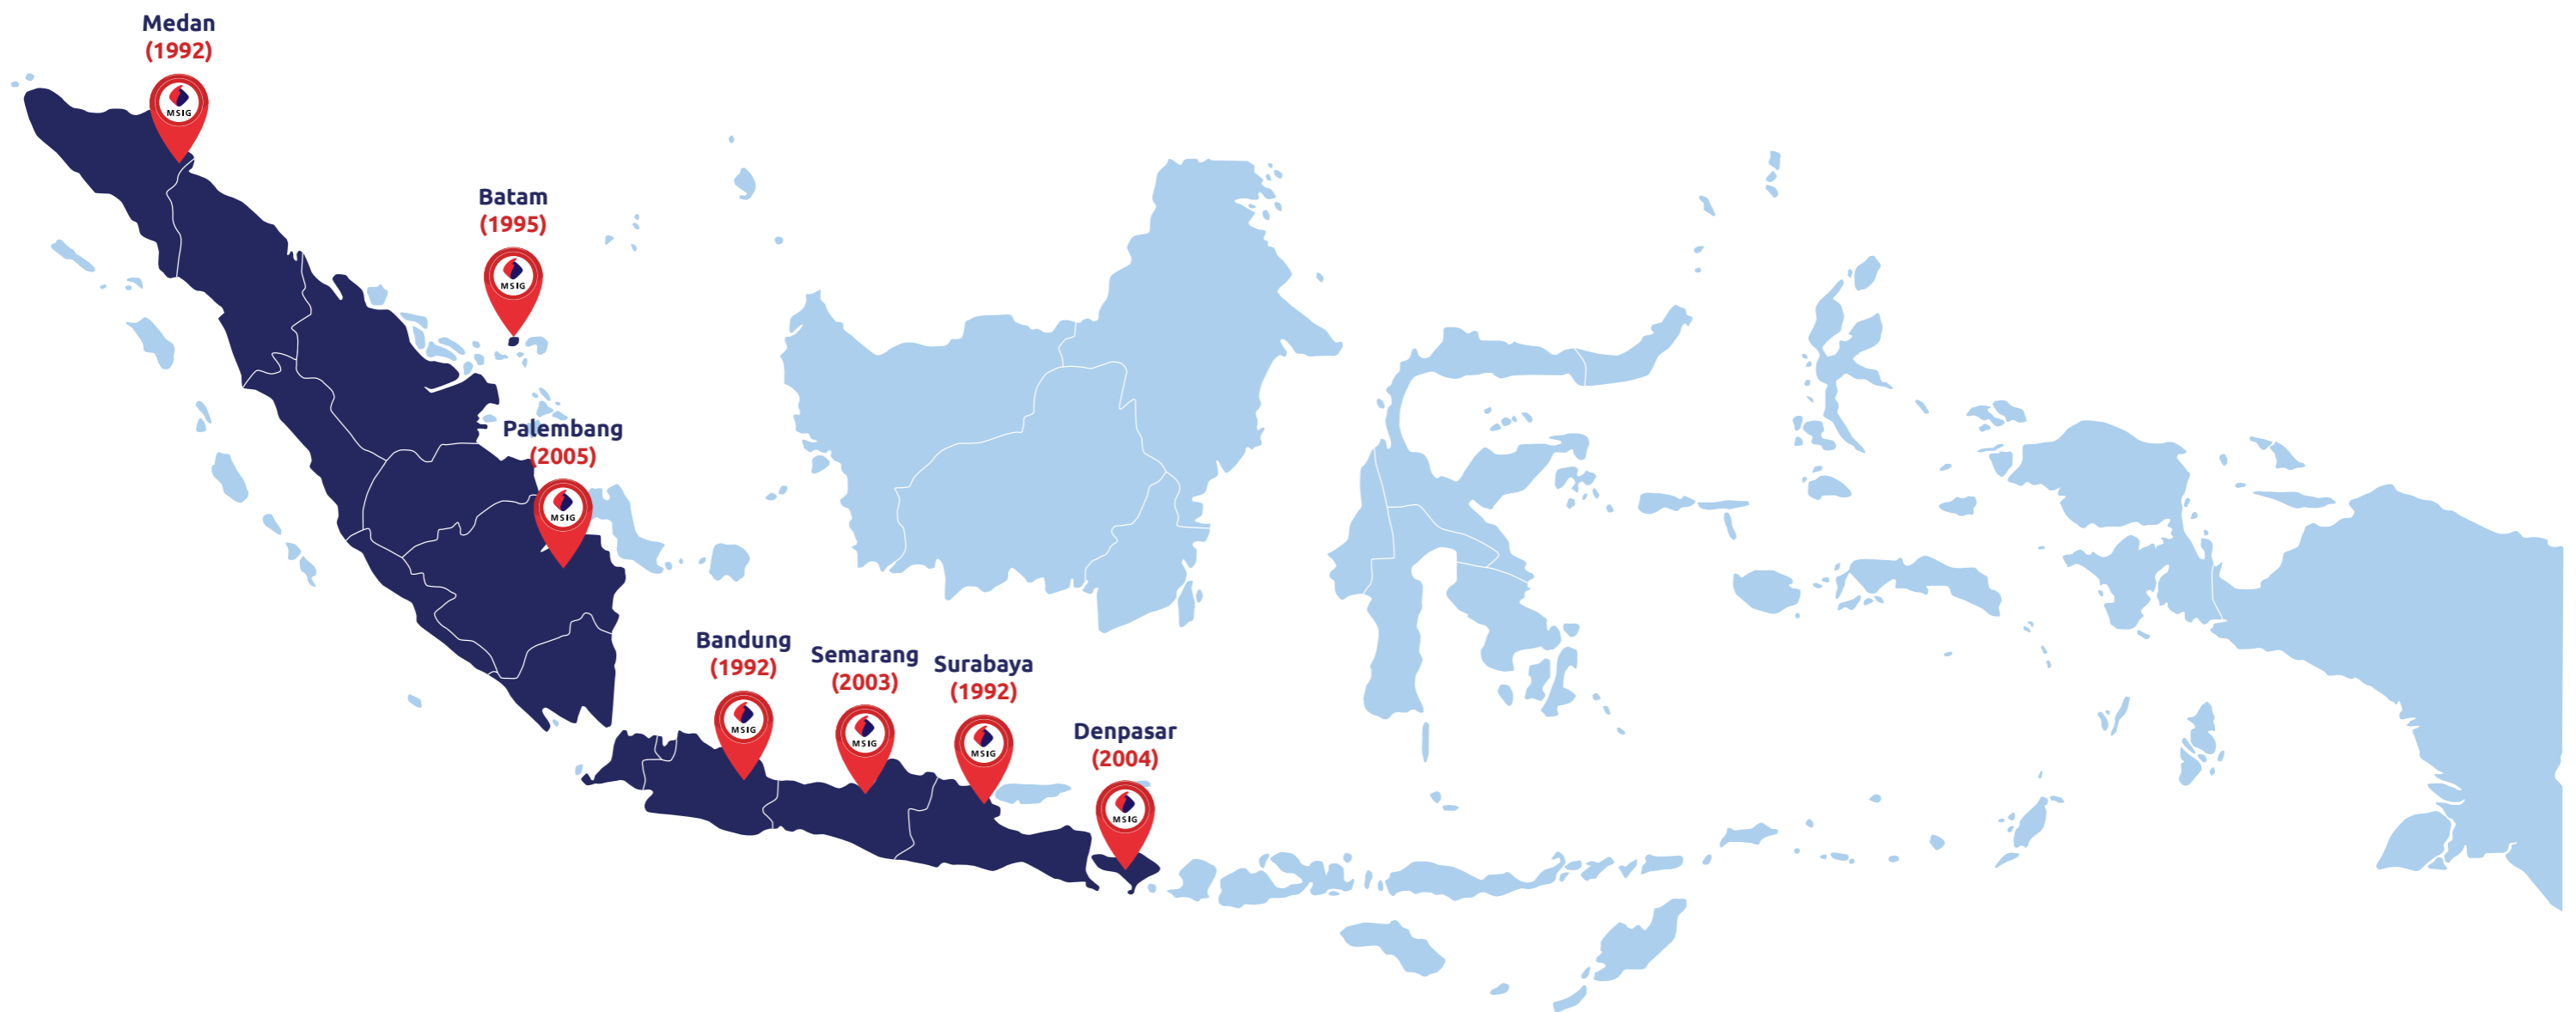 Medan
(1992)
MSIG
Batam
(1995)
MSIG
Palembang
(2005)
MSIG
Bandung
(1992)
MSIG
Semarang
(2003)
MSIG
Surabaya
(1992)
MSIG
Denpasar
(2004)
MSIG